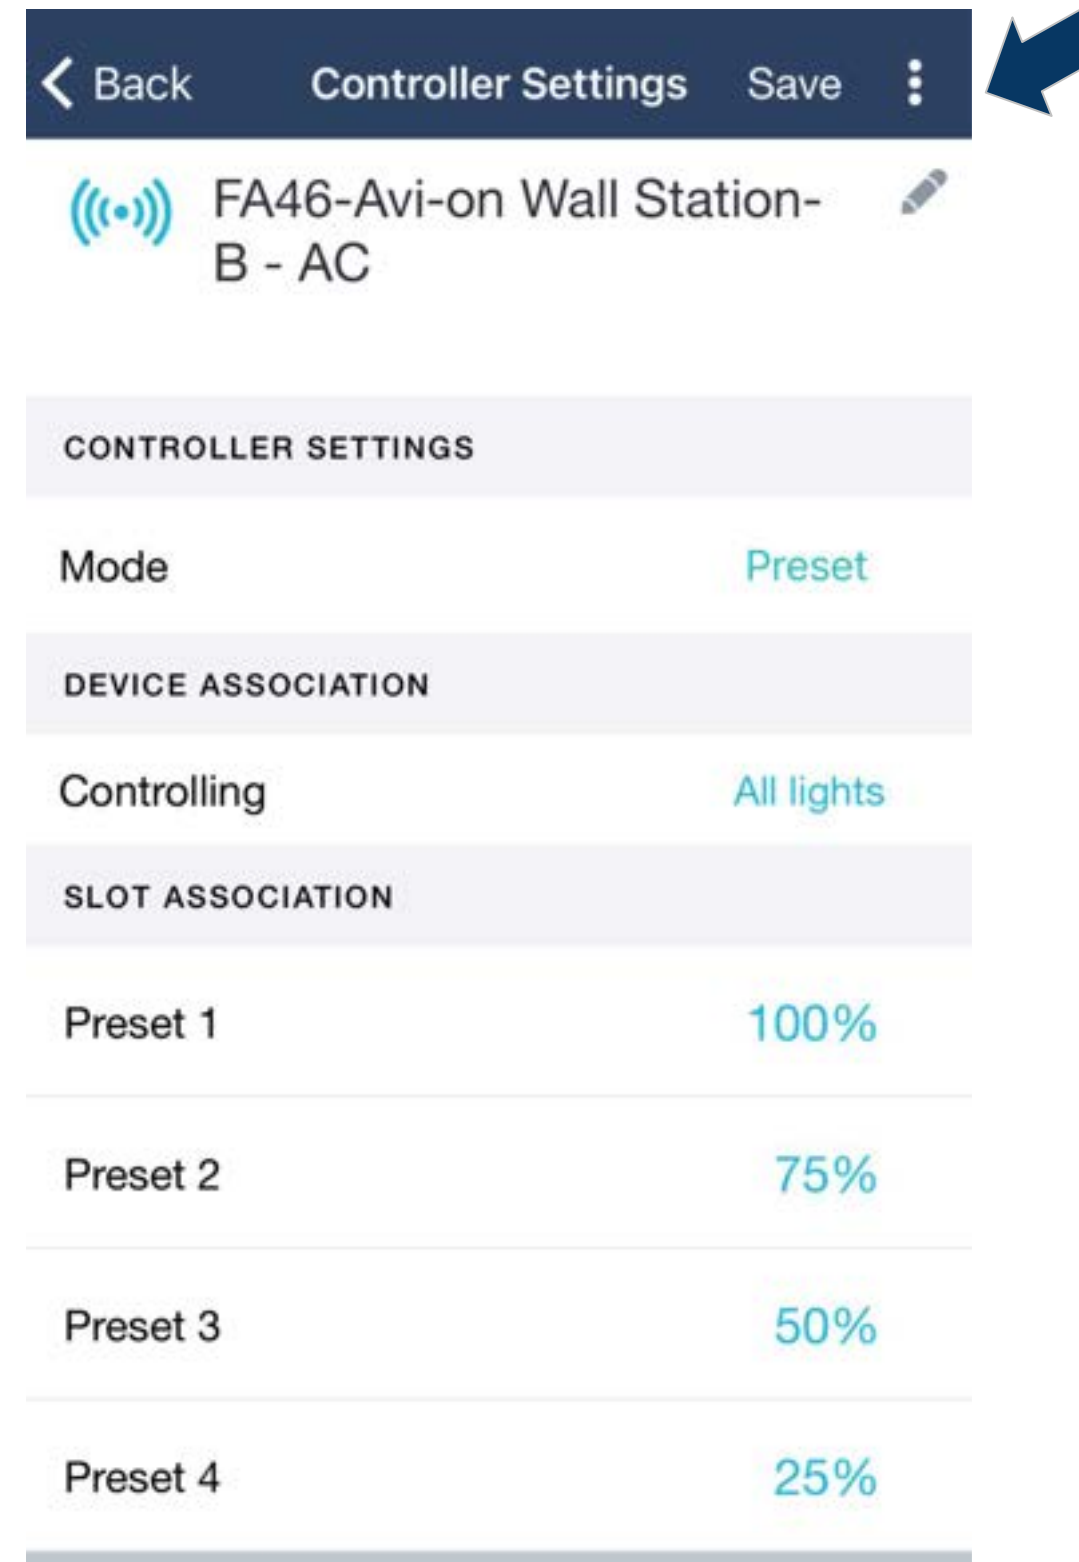 Back Controller Settings Save
FA46-Avi-on Wall Station-
B - AC
CONTROLLER SETTINGS
Mode Preset
DEVICE ASSOCIATION
Controlling All lights
SLOT ASSOCIATION
Preset 1 100%
Preset 2 75%
Preset 3 50%
Preset 4 25%